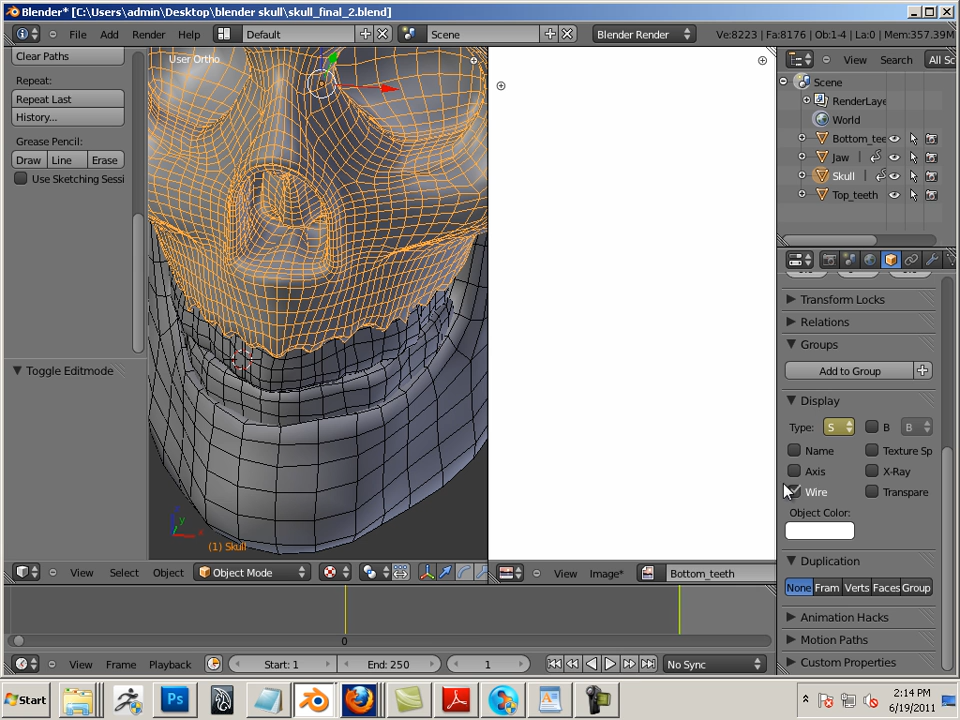 Blender* [C:\Users\admin\Desktop\blender skull\skull_final_2.blend]
File Add Render Help Default Scene Blender Render Ve:8223 | Fa:8176 | Ob:1-4 | La:0 | Mem:357.39M
Clear Paths
Repeat:
Repeat Last
History...
Grease Pencil:
Draw Line Erase
Use Sketching Sessi
Toggle Editmode
User Ortho
z
y
x
(1) Skull
View Select Object Object Mode
View Image* Bottom_teeth
View Search All Sc
Scene
RenderLaye
World
Bottom_tee
Jaw
Skull
Top_teeth
Transform Locks
Relations
Groups
Add to Group
Display
Type: S B B
Name Texture Sp
Axis X-Ray
Wire Transpare
Object Color:
Duplication
None Fram Verts Faces Group
Animation Hacks
Motion Paths
Custom Properties
0
View Frame Playback Start: 1 End: 250 1 No Sync
Start Ps 2:14 PM
6/19/2011